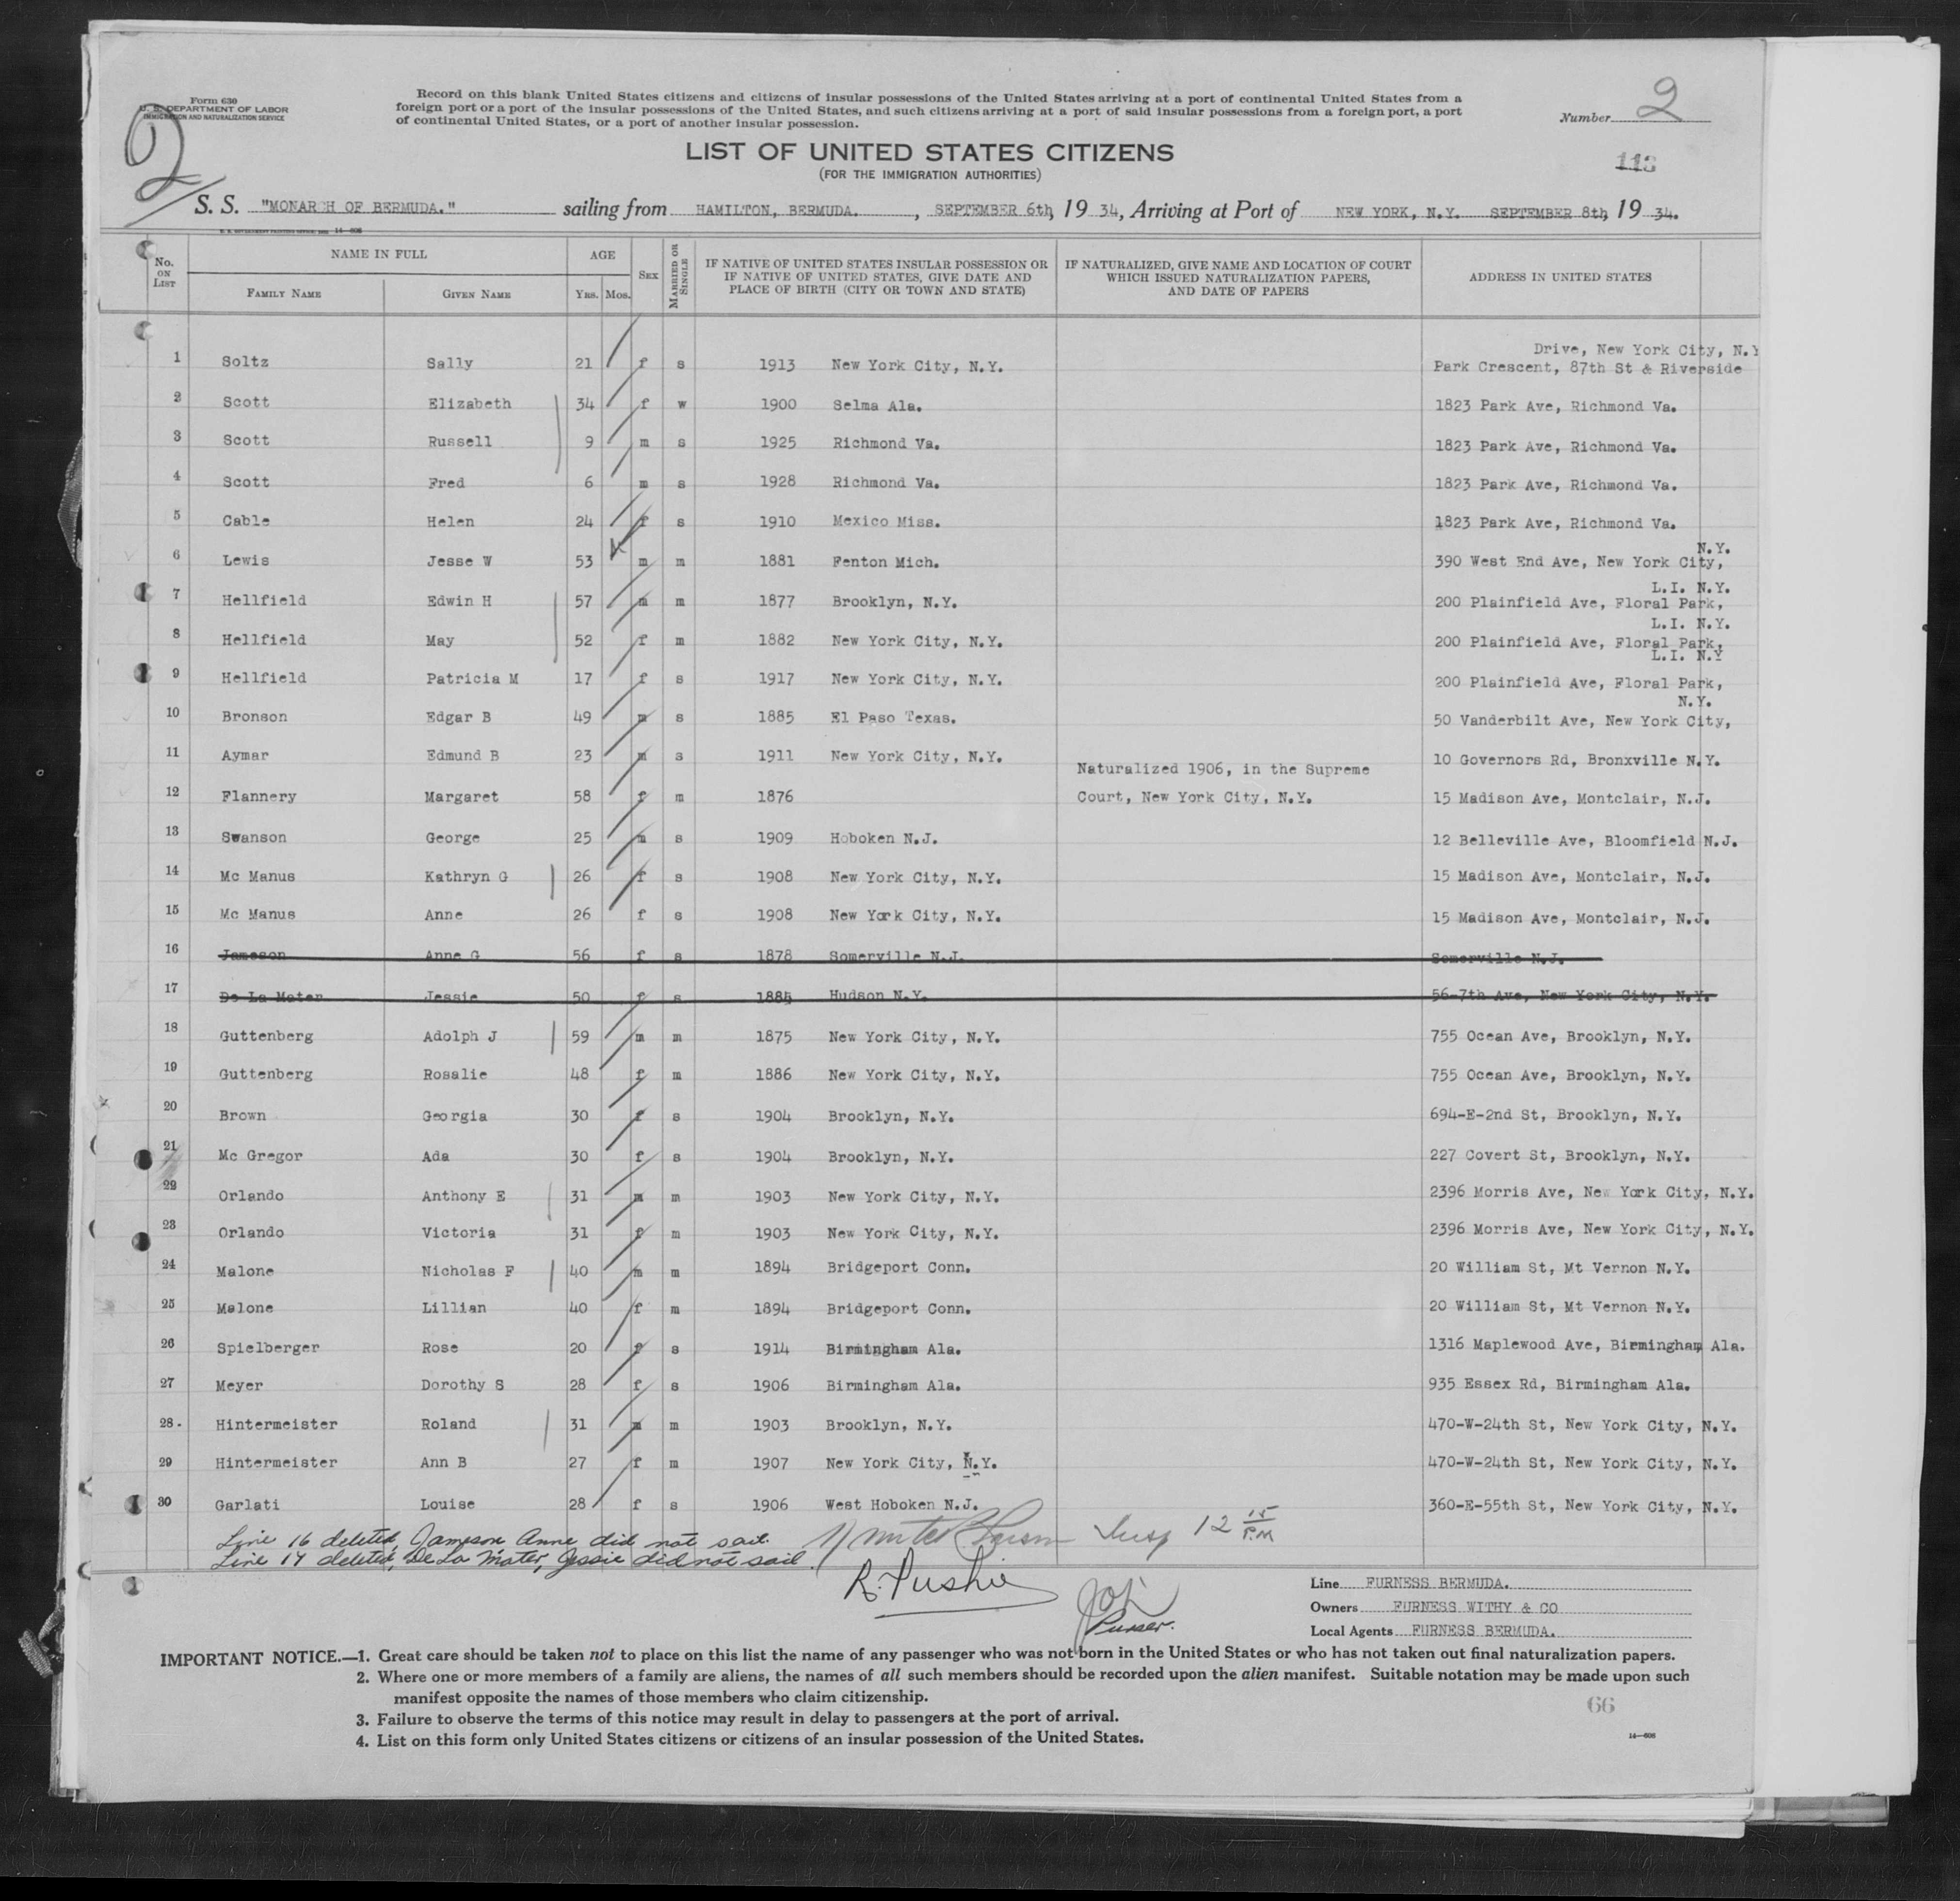 Form 630
U. S. DEPARTMENT OF LABOR
IMMIGRATION AND NATURALIZATION SERVICE
2
Record on this blank United States citizens and citizens of insular possessions of the United States arriving at a port of continental United States from a
foreign port or a port of the insular possessions of the United States, and such citizens arriving at a port of said insular possessions from a foreign port, a port
of continental United States, or a port of another insular possession.
Number 2
LIST OF UNITED STATES CITIZENS
(FOR THE IMMIGRATION AUTHORITIES)
S. S. "MONARCH OF BERMUDA." sailing from HAMILTON, BERMUDA. , SEPTEMBER 6th, 19 34, Arriving at Port of NEW YORK, N.Y. SEPTEMBER 8th, 19 34.
No. ON LIST NAME IN FULL AGE SEX MARRIED OR SINGLE IF NATIVE OF UNITED STATES INSULAR POSSESSION OR IF NATIVE OF UNITED STATES, GIVE DATE AND PLACE OF BIRTH (CITY OR TOWN AND STATE) IF NATURALIZED, GIVE NAME AND LOCATION OF COURT WHICH ISSUED NATURALIZATION PAPERS, AND DATE OF PAPERS ADDRESS IN UNITED STATES
FAMILY NAME GIVEN NAME YRS. MOS.
Drive, New York City, N.Y
1 Soltz Sally 21 f s 1913 New York City, N.Y. Park Crescent, 87th St & Riverside
2 Scott Elizabeth 34 f w 1900 Selma Ala. 1823 Park Ave, Richmond Va.
3 Scott Russell 9 m s 1925 Richmond Va. 1823 Park Ave, Richmond Va.
4 Scott Fred 6 m s 1928 Richmond Va. 1823 Park Ave, Richmond Va.
5 Cable Helen 24 f s 1910 Mexico Miss. 1823 Park Ave, Richmond Va.
N.Y.
6 Lewis Jesse W 53 m m 1881 Fenton Mich. 390 West End Ave, New York City,
L.I. N.Y.
7 Hellfield Edwin H 57 m m 1877 Brooklyn, N.Y. 200 Plainfield Ave, Floral Park,
L.I. N.Y.
8 Hellfield May 52 f m 1882 New York City, N.Y. 200 Plainfield Ave, Floral Park,
L.I. N.Y
9 Hellfield Patricia M 17 f s 1917 New York City, N.Y. 200 Plainfield Ave, Floral Park,
N.Y.
10 Bronson Edgar B 49 m s 1885 El Paso Texas. 50 Vanderbilt Ave, New York City,
11 Aymar Edmund B 23 m s 1911 New York City, N.Y. 10 Governors Rd, Bronxville N.Y.
Naturalized 1906, in the Supreme
12 Flannery Margaret 58 f m 1876 Court, New York City, N.Y. 15 Madison Ave, Montclair, N.J.
13 Swanson George 25 m s 1909 Hoboken N.J. 12 Belleville Ave, Bloomfield N.J.
14 Mc Manus Kathryn G 26 f s 1908 New York City, N.Y. 15 Madison Ave, Montclair, N.J.
15 Mc Manus Anne 26 f s 1908 New York City, N.Y. 15 Madison Ave, Montclair, N.J.
16 Jameson Anne G 56 f s 1878 Somerville N.J. Somerville N.J.
17 De La Mater Jessie 50 f s 1885 Hudson N.Y. 56-7th Ave, New York City, N.Y.
18 Guttenberg Adolph J 59 m m 1875 New York City, N.Y. 755 Ocean Ave, Brooklyn, N.Y.
19 Guttenberg Rosalie 48 f m 1886 New York City, N.Y. 755 Ocean Ave, Brooklyn, N.Y.
20 Brown Georgia 30 f s 1904 Brooklyn, N.Y. 694-E-2nd St, Brooklyn, N.Y.
21 Mc Gregor Ada 30 f s 1904 Brooklyn, N.Y. 227 Covert St, Brooklyn, N.Y.
22 Orlando Anthony E 31 m m 1903 New York City, N.Y. 2396 Morris Ave, New York City, N.Y.
23 Orlando Victoria 31 f m 1903 New York City, N.Y. 2396 Morris Ave, New York City, N.Y.
24 Malone Nicholas F 40 m m 1894 Bridgeport Conn. 20 William St, Mt Vernon N.Y.
25 Malone Lillian 40 f m 1894 Bridgeport Conn. 20 William St, Mt Vernon N.Y.
26 Spielberger Rose 20 f s 1914 Birmingham Ala. 1316 Maplewood Ave, Birmingham Ala.
27 Meyer Dorothy S 28 f s 1906 Birmingham Ala. 935 Essex Rd, Birmingham Ala.
28 Hintermeister Roland 31 m m 1903 Brooklyn, N.Y. 470-W-24th St, New York City, N.Y.
29 Hintermeister Ann B 27 f m 1907 New York City, N.Y. 470-W-24th St, New York City, N.Y.
30 Garlati Louise 28 f s 1906 West Hoboken N.J. 360-E-55th St, New York City, N.Y.
Line 16 deleted, Jameson Anne did not sail. Insp 12 15 P.M
Line 17 deleted, De La Mater, Jessie did not sail.
Purser.
Line FURNESS BERMUDA.
Owners FURNESS WITHY & CO
Local Agents FURNESS BERMUDA.
IMPORTANT NOTICE.—1. Great care should be taken not to place on this list the name of any passenger who was not born in the United States or who has not taken out final naturalization papers.
2. Where one or more members of a family are aliens, the names of all such members should be recorded upon the alien manifest. Suitable notation may be made upon such
manifest opposite the names of those members who claim citizenship.
3. Failure to observe the terms of this notice may result in delay to passengers at the port of arrival.
4. List on this form only United States citizens or citizens of an insular possession of the United States.
66
14—606